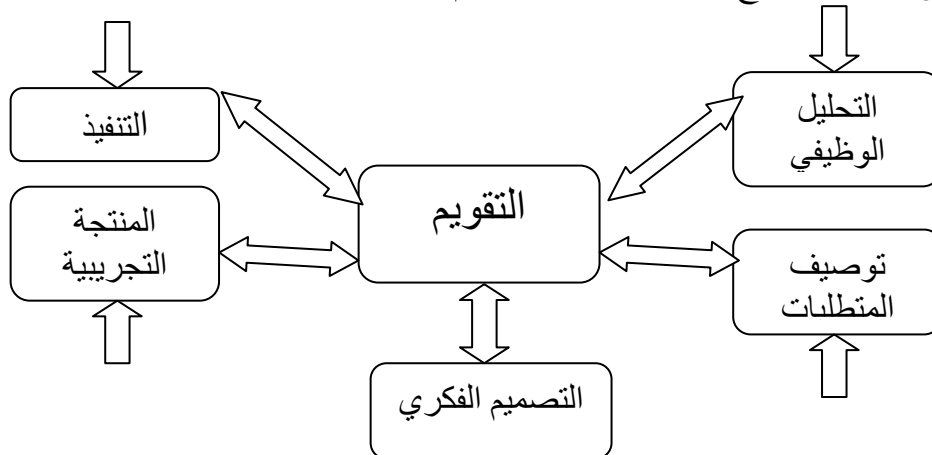 التحليل
الوظيفي
التنفيذ
التقويم
المنتجة
التجريبية
توصيف
المتطلبات
التصميم الفكري